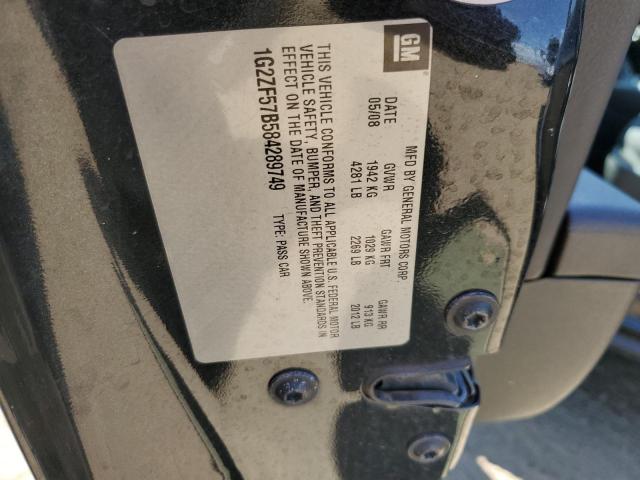 GM
MFD BY GENERAL MOTORS CORP.
DATE GVWR GAWR FRT GAWR RR
05/08 1942 KG 1029 KG 913 KG
4281 LB 2269 LB 2012 LB
THIS VEHICLE CONFORMS TO ALL APPLICABLE U.S. FEDERAL MOTOR
VEHICLE SAFETY, BUMPER, AND THEFT PREVENTION STANDARDS IN
EFFECT ON THE DATE OF MANUFACTURE SHOWN ABOVE.
1G2ZF57B584289749 TYPE: PASS CAR